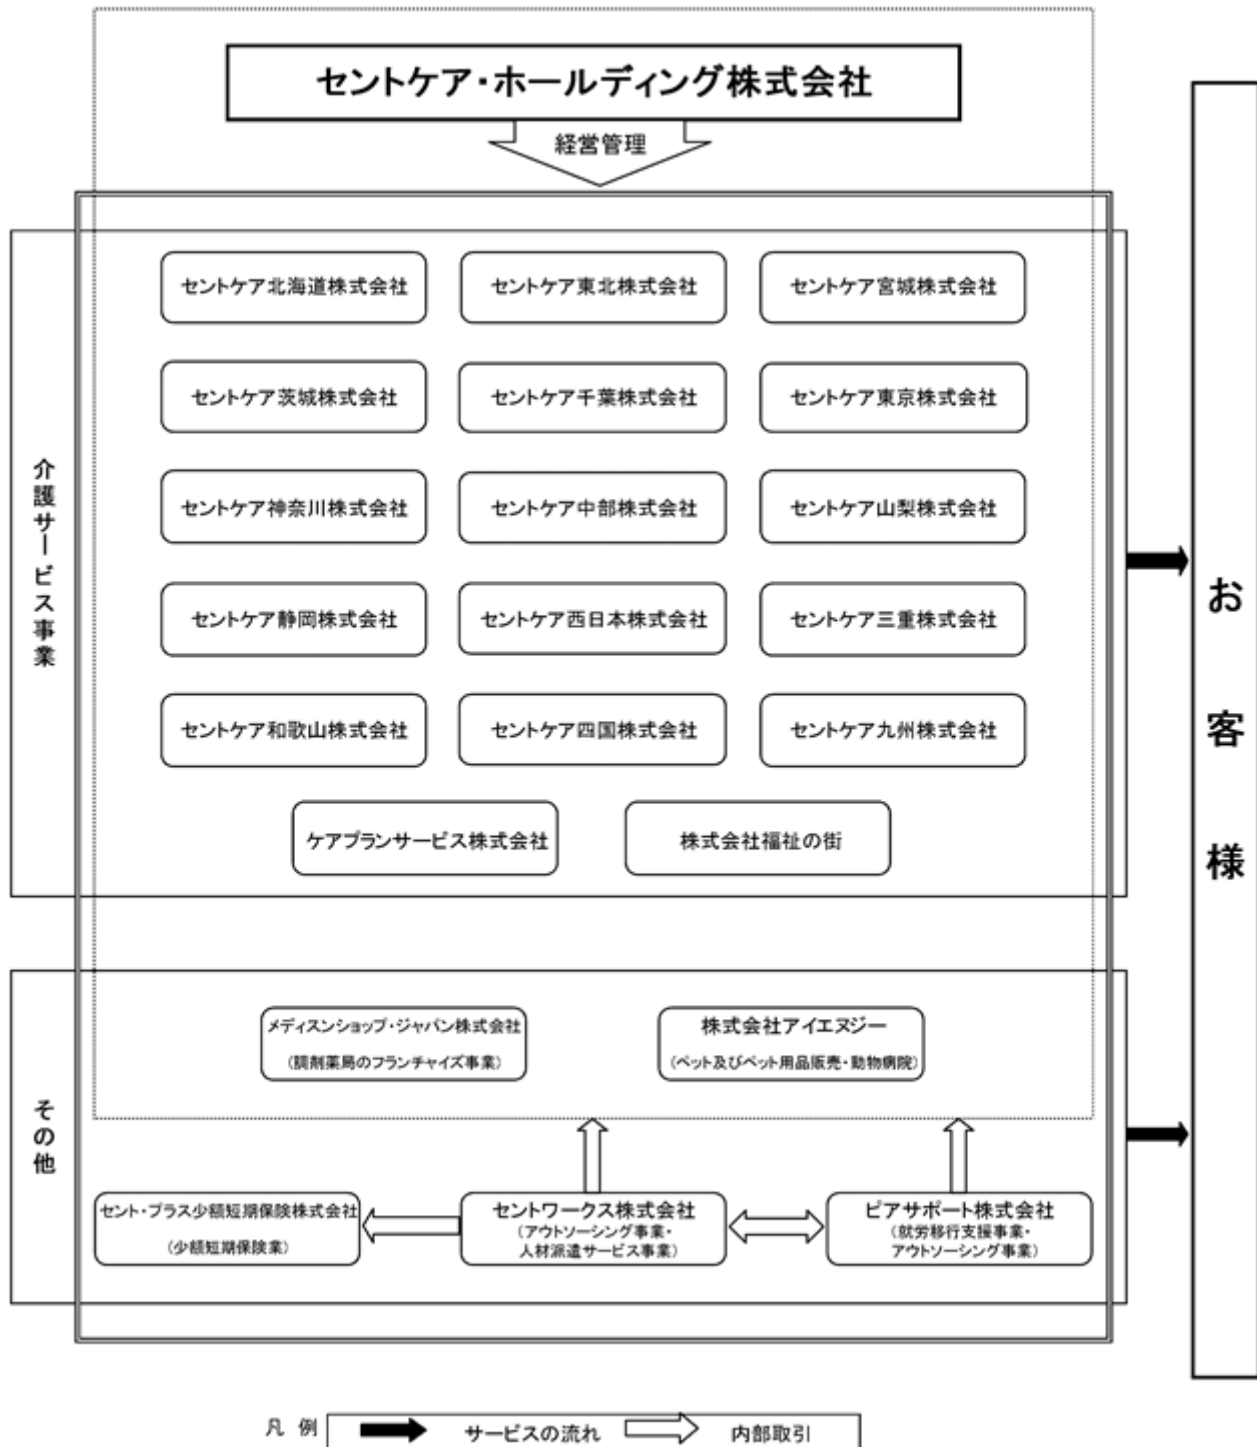 セントケア・ホールディング株式会社
経営管理
介護サービス事業
セントケア北海道株式会社
セントケア東北株式会社
セントケア宮城株式会社
セントケア茨城株式会社
セントケア千葉株式会社
セントケア東京株式会社
セントケア神奈川株式会社
セントケア中部株式会社
セントケア山梨株式会社
セントケア静岡株式会社
セントケア西日本株式会社
セントケア三重株式会社
セントケア和歌山株式会社
セントケア四国株式会社
セントケア九州株式会社
ケアプランサービス株式会社
株式会社福祉の街
その他
メディスンショップ・ジャパン株式会社
(調剤薬局のフランチャイズ事業)
株式会社アイエヌジー
(ペット及びペット用品販売・動物病院)
セント・プラス少額短期保険株式会社
(少額短期保険業)
セントワークス株式会社
(アウトソーシング事業・
人材派遣サービス事業)
ピアサポート株式会社
(就労移行支援事業・
アウトソーシング事業)
お客様
凡例
サービスの流れ
内部取引